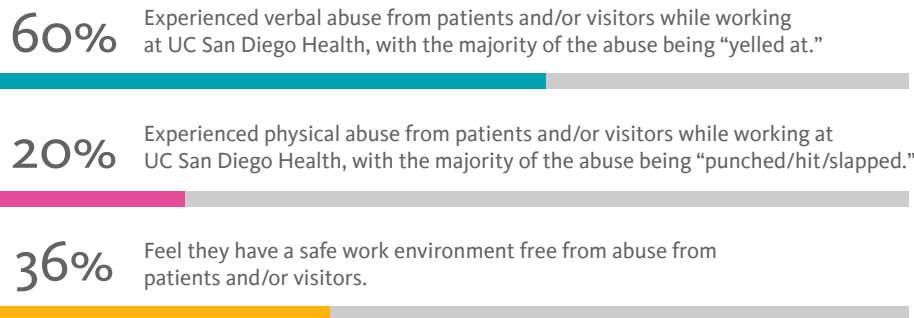 60% Experienced verbal abuse from patients and/or visitors while working
at UC San Diego Health, with the majority of the abuse being “yelled at.”
20% Experienced physical abuse from patients and/or visitors while working at
UC San Diego Health, with the majority of the abuse being “punched/hit/slapped.”
36% Feel they have a safe work environment free from abuse from
patients and/or visitors.